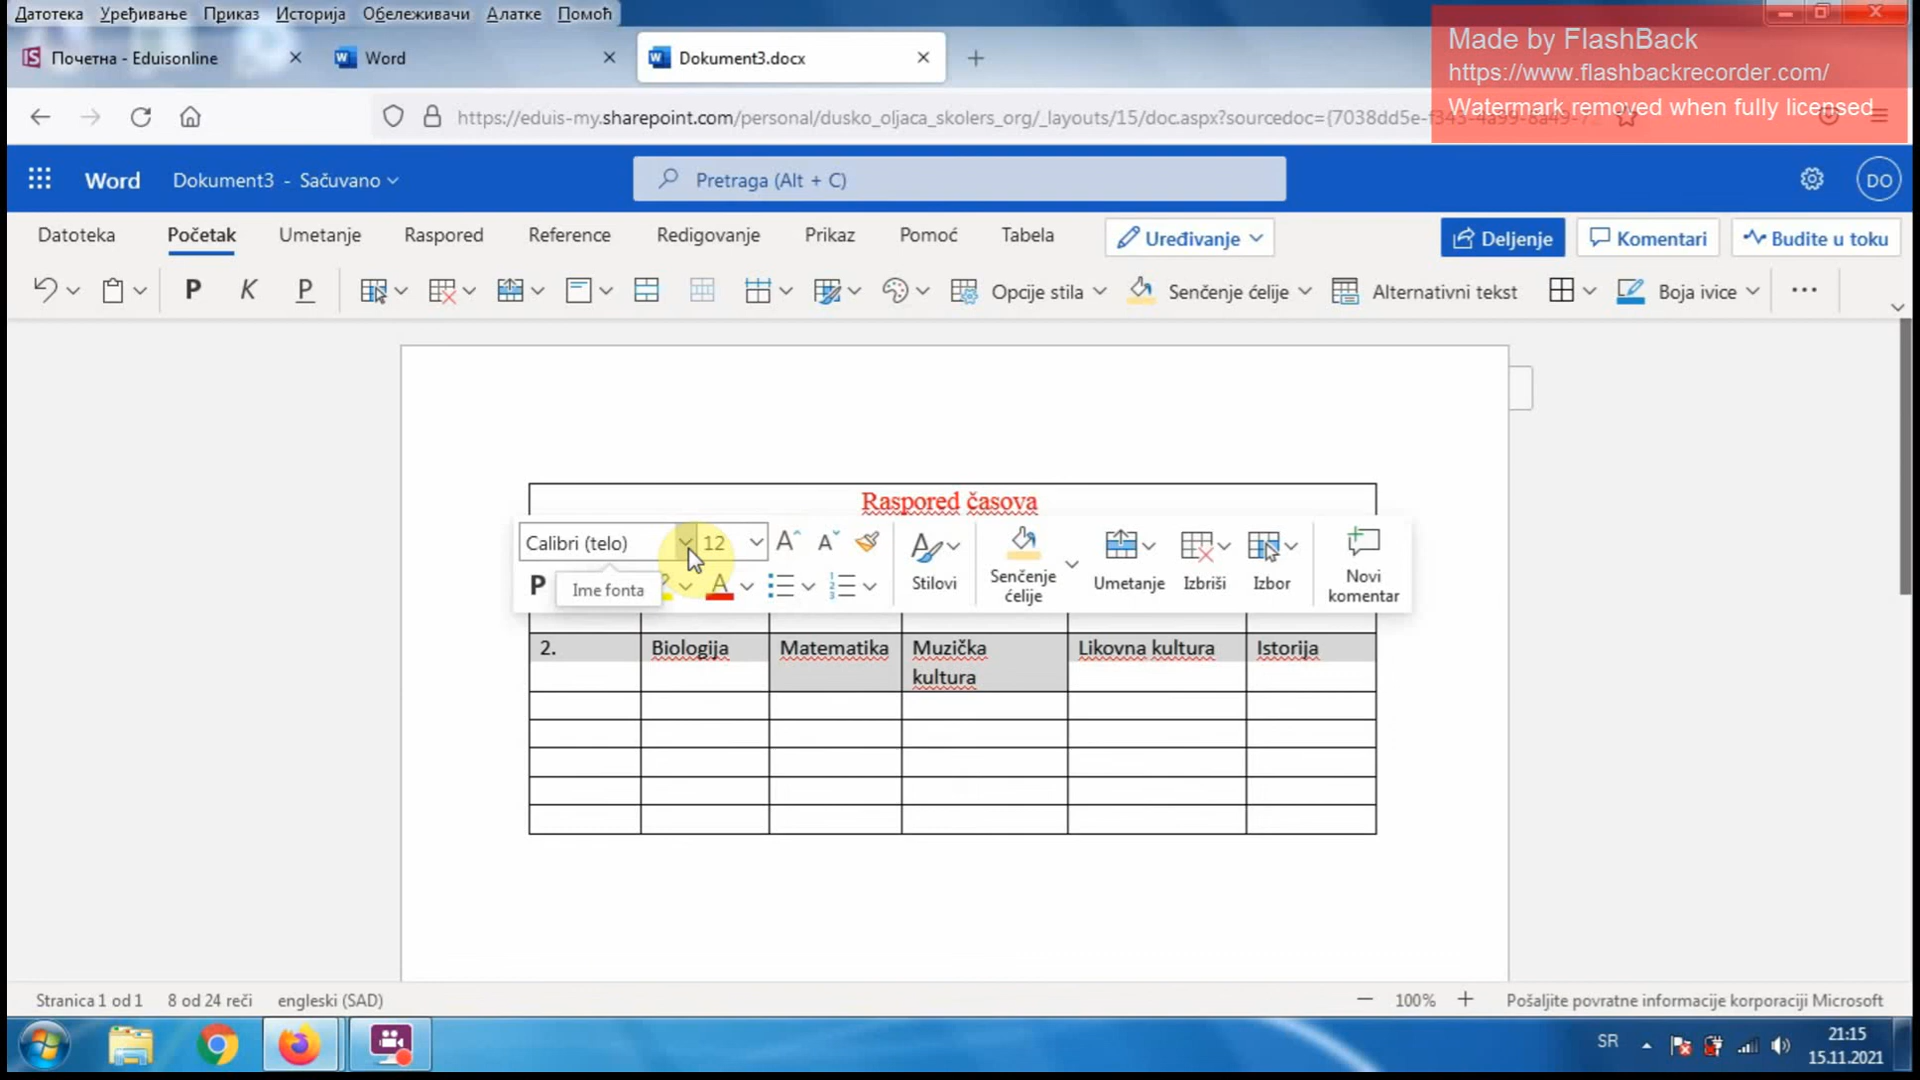 Датотека Уређивање Приказ Историја Обележивачи Алатке Помоћ
Made by FlashBack
https://www.flashbackrecorder.com/
Watermark removed when fully licensed
Почетна - Eduisonline
Word
Dokument3.docx
https://eduis-my.sharepoint.com/personal/dusko_oljaca_skolers_org/_layouts/15/doc.aspx?sourcedoc={7038dd5e-f343-4a99-8a49-7
Word Dokument3 - Sačuvano
Pretraga (Alt + C)
DO
Datoteka Početak Umetanje Raspored Reference Redigovanje Prikaz Pomoć Tabela Uređivanje Deljenje Komentari Budite u toku
P K P Opcije stila Senčenje ćelije Alternativni tekst Boja ivice
Raspored časova
Calibri (telo) 12
P Ime fonta
Stilovi
Senčenje ćelije
Umetanje
Izbriši
Izbor
Novi komentar
2. Biologija Matematika Muzička kultura Likovna kultura Istorija
Stranica 1 od 1 8 od 24 reči engleski (SAD) 100% Pošaljite povratne informacije korporaciji Microsoft
SR
21:15
15.11.2021